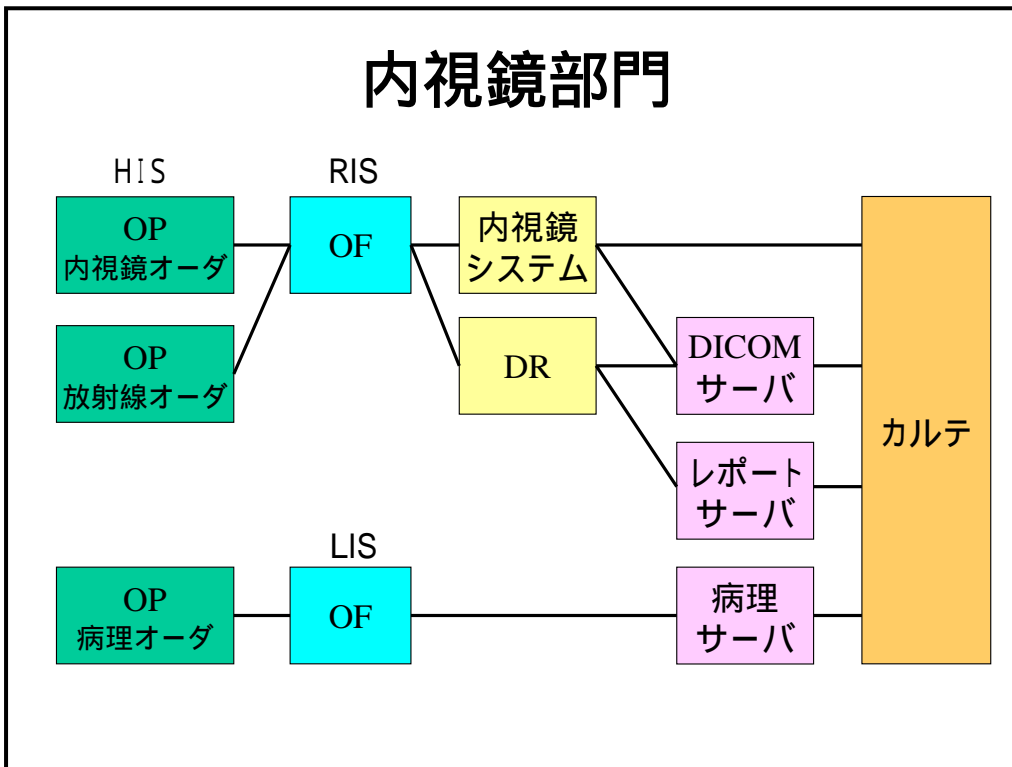 内視鏡部門
HIS
RIS
OP
内視鏡オーダ
OF
内視鏡
システム
OP
放射線オーダ
DR
DICOM
サーバ
カルテ
レポート
サーバ
LIS
OP
病理オーダ
OF
病理
サーバ